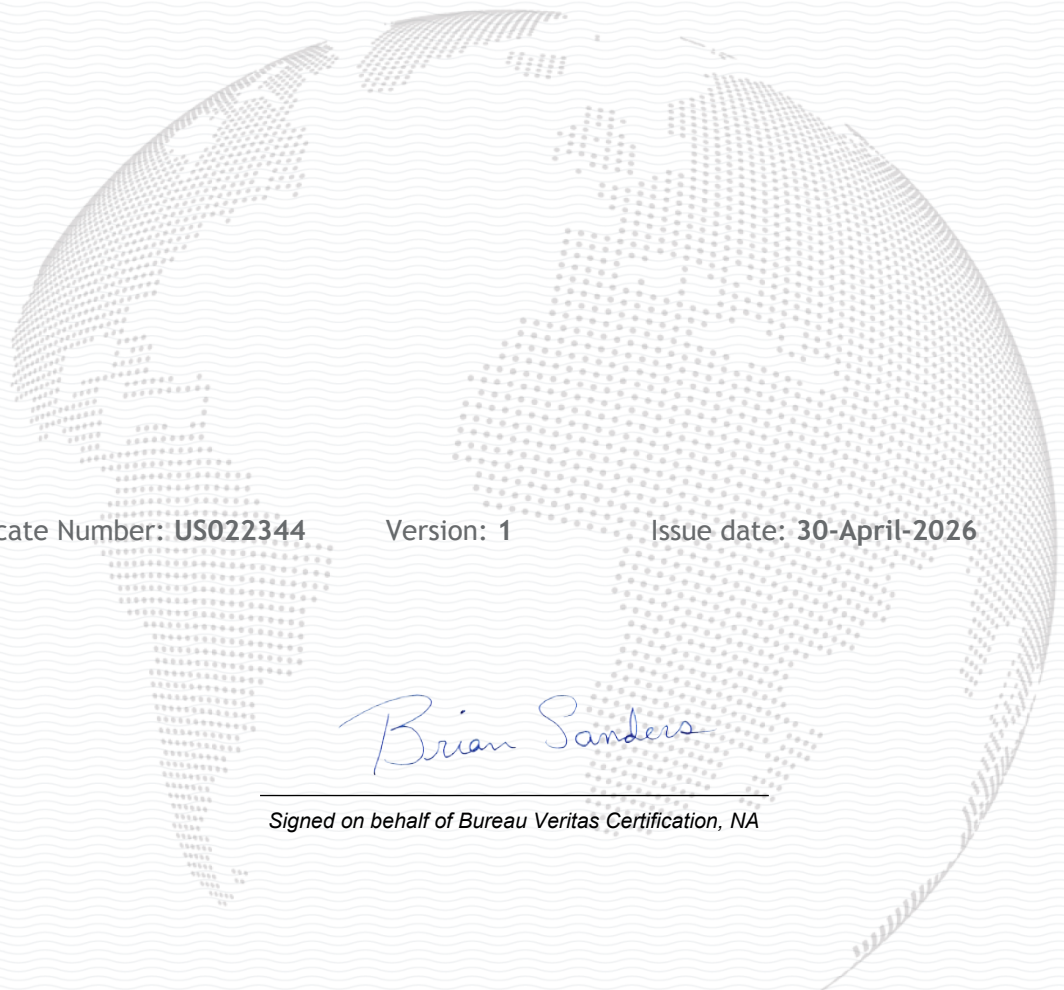 cate Number: US022344 Version: 1 Issue date: 30-April-2026
Brian Sanders
Signed on behalf of Bureau Veritas Certification, NA